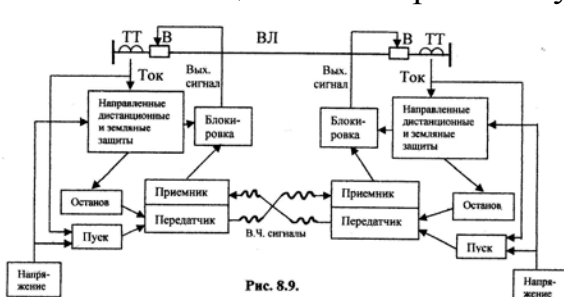 ТТ В ВЛ В ТТ
Ток Вых. сигнал Вых. сигнал Ток
Направленные дистанционные и земляные защиты
Блоки-
ровка
Блоки-
ровка
Направленные дистанционные и земляные защиты
Останов
Приемник
Передатчик
Приемник
Передатчик
Останов
Пуск
В.Ч. сигналы
Пуск
Напря-
жение
Рис. 8.9.
Напря-
жение